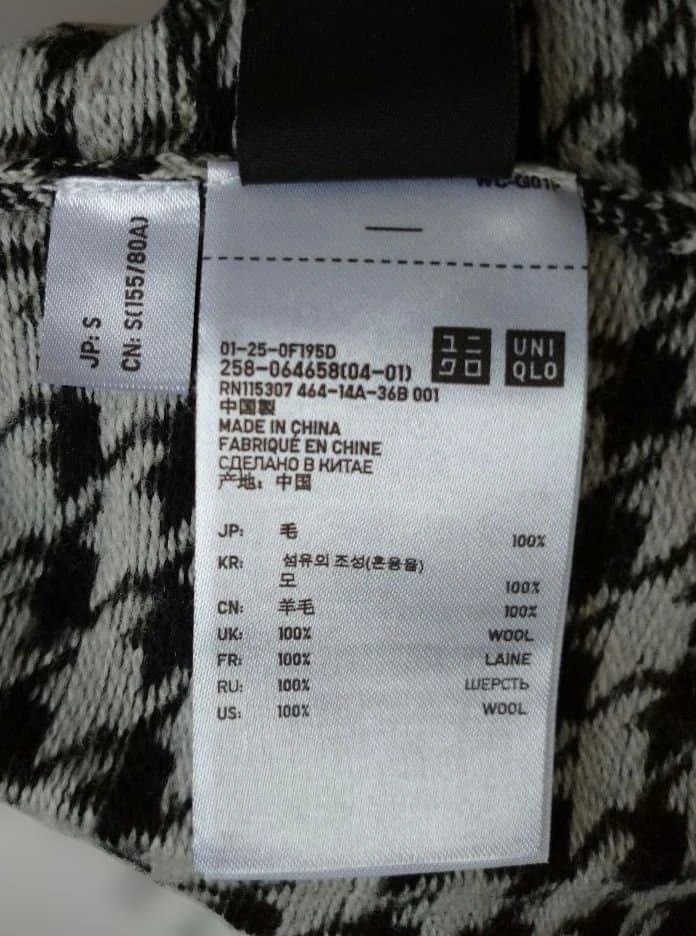 JP: S
CN: S(155/80A)
ユニ
クロ
UNI
QLO
01-25-0F195D
258-064658(04-01)
RN115307 464-14A-36B 001
中国製
MADE IN CHINA
FABRIQUÉ EN CHINE
СДЕЛАНО В КИТАЕ
产地: 中国
JP: 毛 100%
KR: 섬유의 조성(혼용율)
모 100%
CN: 羊毛 100%
UK: 100% WOOL
FR: 100% LAINE
RU: 100% ШЕРСТЬ
US: 100% WOOL